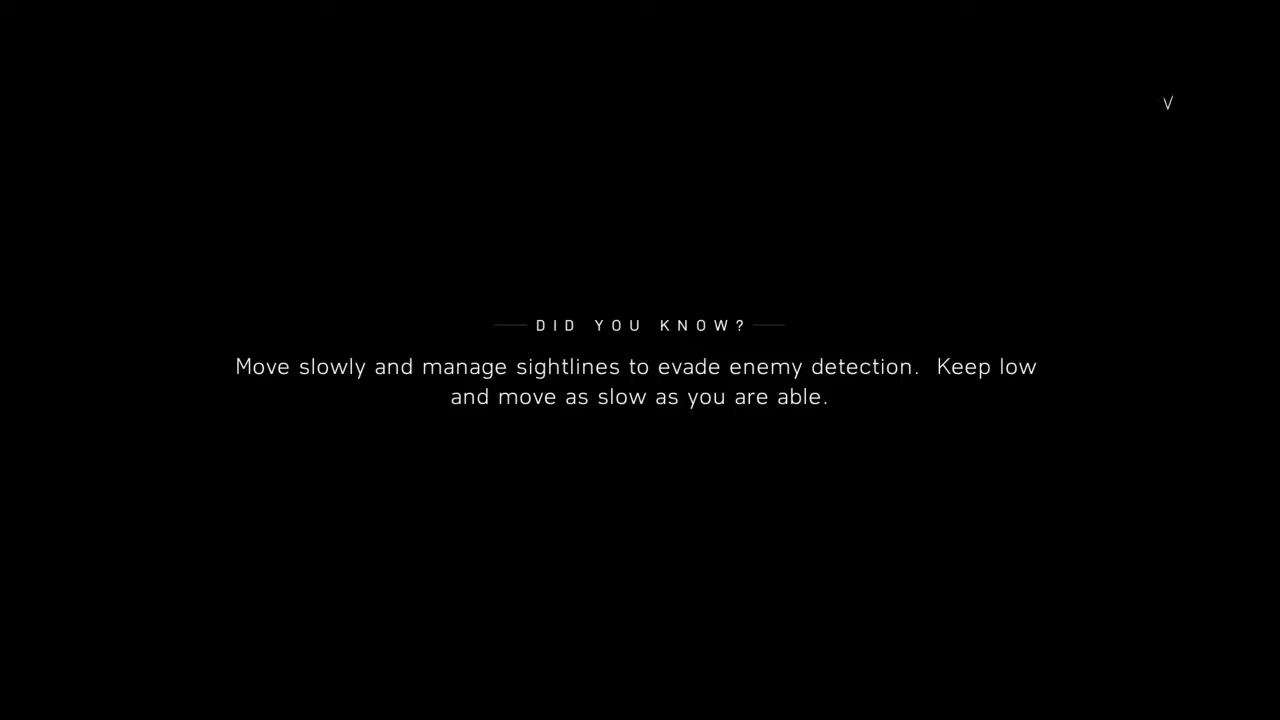 V
DID YOU KNOW?
Move slowly and manage sightlines to evade enemy detection.  Keep low
and move as slow as you are able.